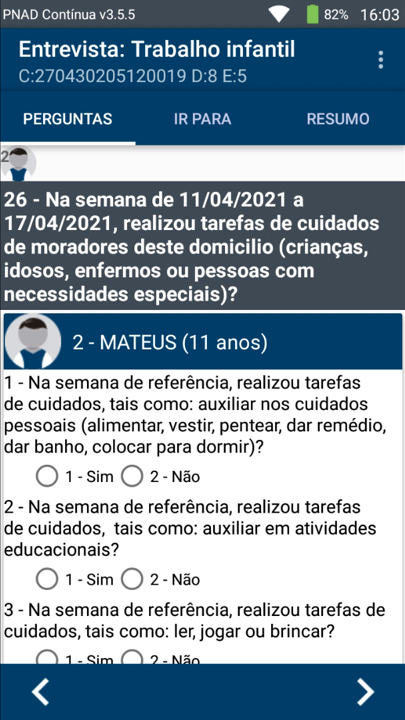 PNAD Contínua v3.5.5
82%
16:03
Entrevista: Trabalho infantil
C:270430205120019 D:8 E:5
PERGUNTAS
IR PARA
RESUMO
2
26 - Na semana de 11/04/2021 a
17/04/2021, realizou tarefas de cuidados
de moradores deste domicilio (crianças,
idosos, enfermos ou pessoas com
necessidades especiais)?
2 - MATEUS (11 anos)
1 - Na semana de referência, realizou tarefas
de cuidados, tais como: auxiliar nos cuidados
pessoais (alimentar, vestir, pentear, dar remédio,
dar banho, colocar para dormir)?
1 - Sim 2 - Não
2 - Na semana de referência, realizou tarefas
de cuidados, tais como: auxiliar em atividades
educacionais?
1 - Sim 2 - Não
3 - Na semana de referência, realizou tarefas de
cuidados, tais como: ler, jogar ou brincar?
1 - Sim 2 - Não